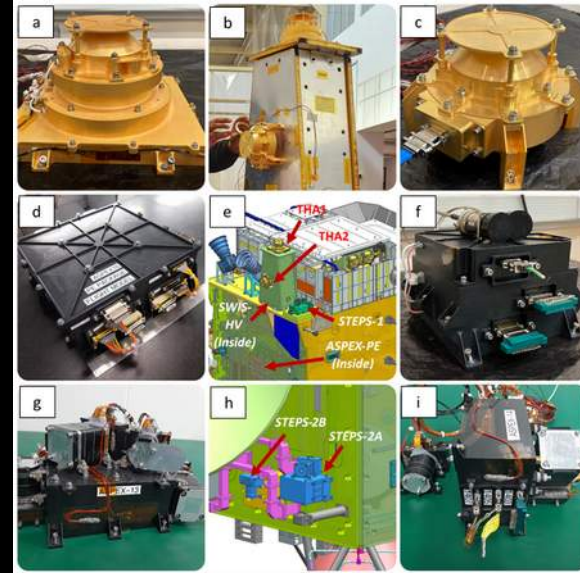 a
b
c
d
e
THA1
THA2
SWIS-
HV
(Inside)
STEPS-1
ASPEX-PE
(Inside)
f
g
h
STEPS-2B
STEPS-2A
i